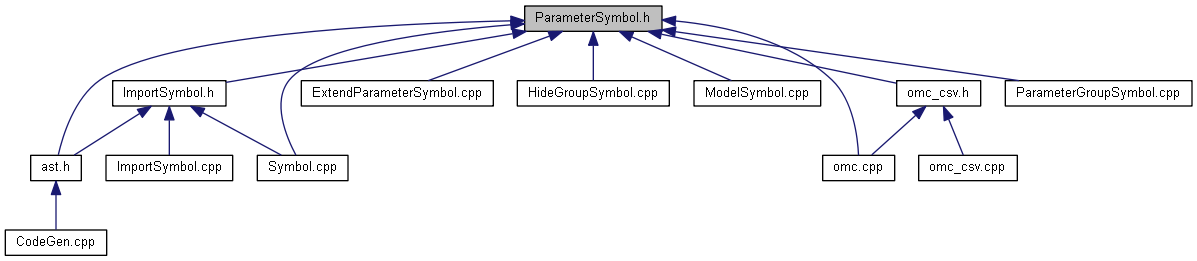 ParameterSymbol.h
ImportSymbol.h
ExtendParameterSymbol.cpp
HideGroupSymbol.cpp
ModelSymbol.cpp
omc_csv.h
ParameterGroupSymbol.cpp
ast.h
ImportSymbol.cpp
Symbol.cpp
omc.cpp
omc_csv.cpp
CodeGen.cpp